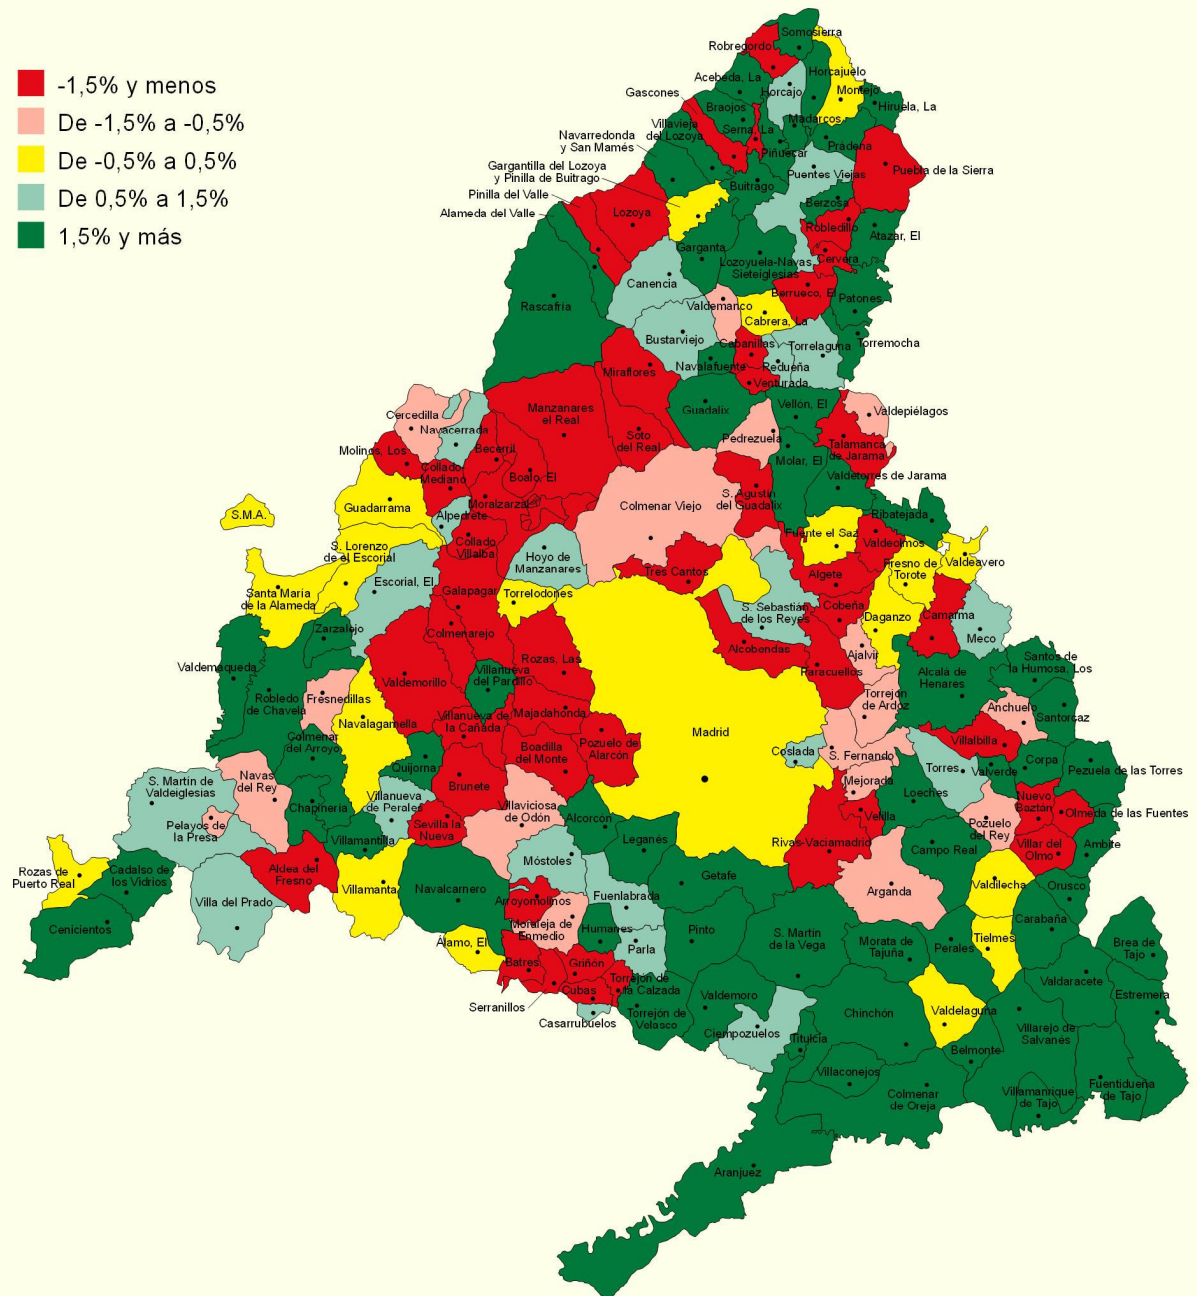 -1,5% y menos
De -1,5% a -0,5%
De -0,5% a 0,5%
De 0,5% a 1,5%
1,5% y más
Somosierra
Robregordo
Horcajuelo
Acebeda, La
Horcajo
Montejo
Gascones
Braojos
Hiruela, La
Villavieja
del Lozoya
Serna, La
Madarcos
Navarredonda
y San Mamés
Piñuecar
Prádena
Gargantilla del Lozoya
y Pinilla de Buitrago
Buitrago
Puentes Viejas
Puebla de la Sierra
Pinilla del Valle
Alameda del Valle
Lozoya
Berzosa
Robledillo
Atazar, El
Garganta
Lozoyuela-Navas
Sieteiglesias
Cervera
Canencia
Berrueco, El
Rascafría
Valdemanco
Cabrera, La
Patones
Bustarviejo
Cabanillas
Torrelaguna
Torremocha
Navalafuente
Redueña
Miraflores
Venturada
Manzanares
el Real
Guadalix
Vellón, El
Cercedilla
Navacerrada
Valdepiélagos
Soto
del Real
Pedrezuela
Talamanca
de Jarama
Molinos, Los
Becerril
Collado-
Mediano
Boalo, El
Molar, El
Valdetorres de Jarama
Guadarrama
Moralzarzal
Colmenar Viejo
S. Agustín
del Guadalix
S.M.A.
Alpedrete
Ribatejada
Collado
Villalba
Fuente el Saz
Valdeolmos
S. Lorenzo
de el Escorial
Hoyo de
Manzanares
Fresno de
Torote
Valdeavero
Escorial, El
Tres Cantos
Algete
Santa María
de la Alameda
Galapagar
Torrelodones
S. Sebastián
de los Reyes
Cobeña
Daganzo
Camarma
Meco
Zarzalejo
Colmenarejo
Alcobendas
Ajalvir
Valdemaqueda
Valdemorillo
Villanueva
del Pardillo
Rozas, Las
Paracuellos
Alcalá de
Henares
Santos de
la Humosa, Los
Robledo
de Chavela
Fresnedillas
Navalagamella
Villanueva de
la Cañada
Majadahonda
Torrejón
de Ardoz
Anchuelo
Santorcaz
Colmenar
del Arroyo
Boadilla
del Monte
Pozuelo de
Alarcón
Madrid
Coslada
S. Fernando
Villalbilla
Quijorna
Brunete
Torres
Valverde
Corpa
Pezuela de las Torres
S. Martín de
Valdeiglesias
Navas
del Rey
Mejorada
Loeches
Chapinería
Villanueva
de Perales
Villaviciosa
de Odón
Nuevo
Baztán
Olmeda de las Fuentes
Pelayos de
la Presa
Sevilla la
Nueva
Alcorcón
Velilla
Pozuelo
del Rey
Villamantilla
Leganés
Rivas-Vaciamadrid
Campo Real
Villar del
Olmo
Ambite
Rozas de
Puerto Real
Cadalso de
los Vidrios
Aldea del
Fresno
Móstoles
Getafe
Villa del Prado
Villamanta
Navalcarnero
Arroyomolinos
Fuenlabrada
Arganda
Valdilecha
Orusco
Cenicientos
Moraleja de
Enmedio
Humanes
Pinto
S. Martín
de la Vega
Carabaña
Álamo, El
Parla
Morata de
Tajuña
Perales
Tielmes
Brea de
Tajo
Batres
Griñón
Serranillos
Cubas
Torrejón de
la Calzada
Valdemoro
Valdaracete
Estremera
Casarrubuelos
Torrejón de
Velasco
Chinchón
Valdelaguna
Ciempozuelos
Villarejo de
Salvanés
Titulcia
Belmonte
Villaconejos
Colmenar
de Oreja
Villamanrique
de Tajo
Fuentidueña
de Tajo
Aranjuez